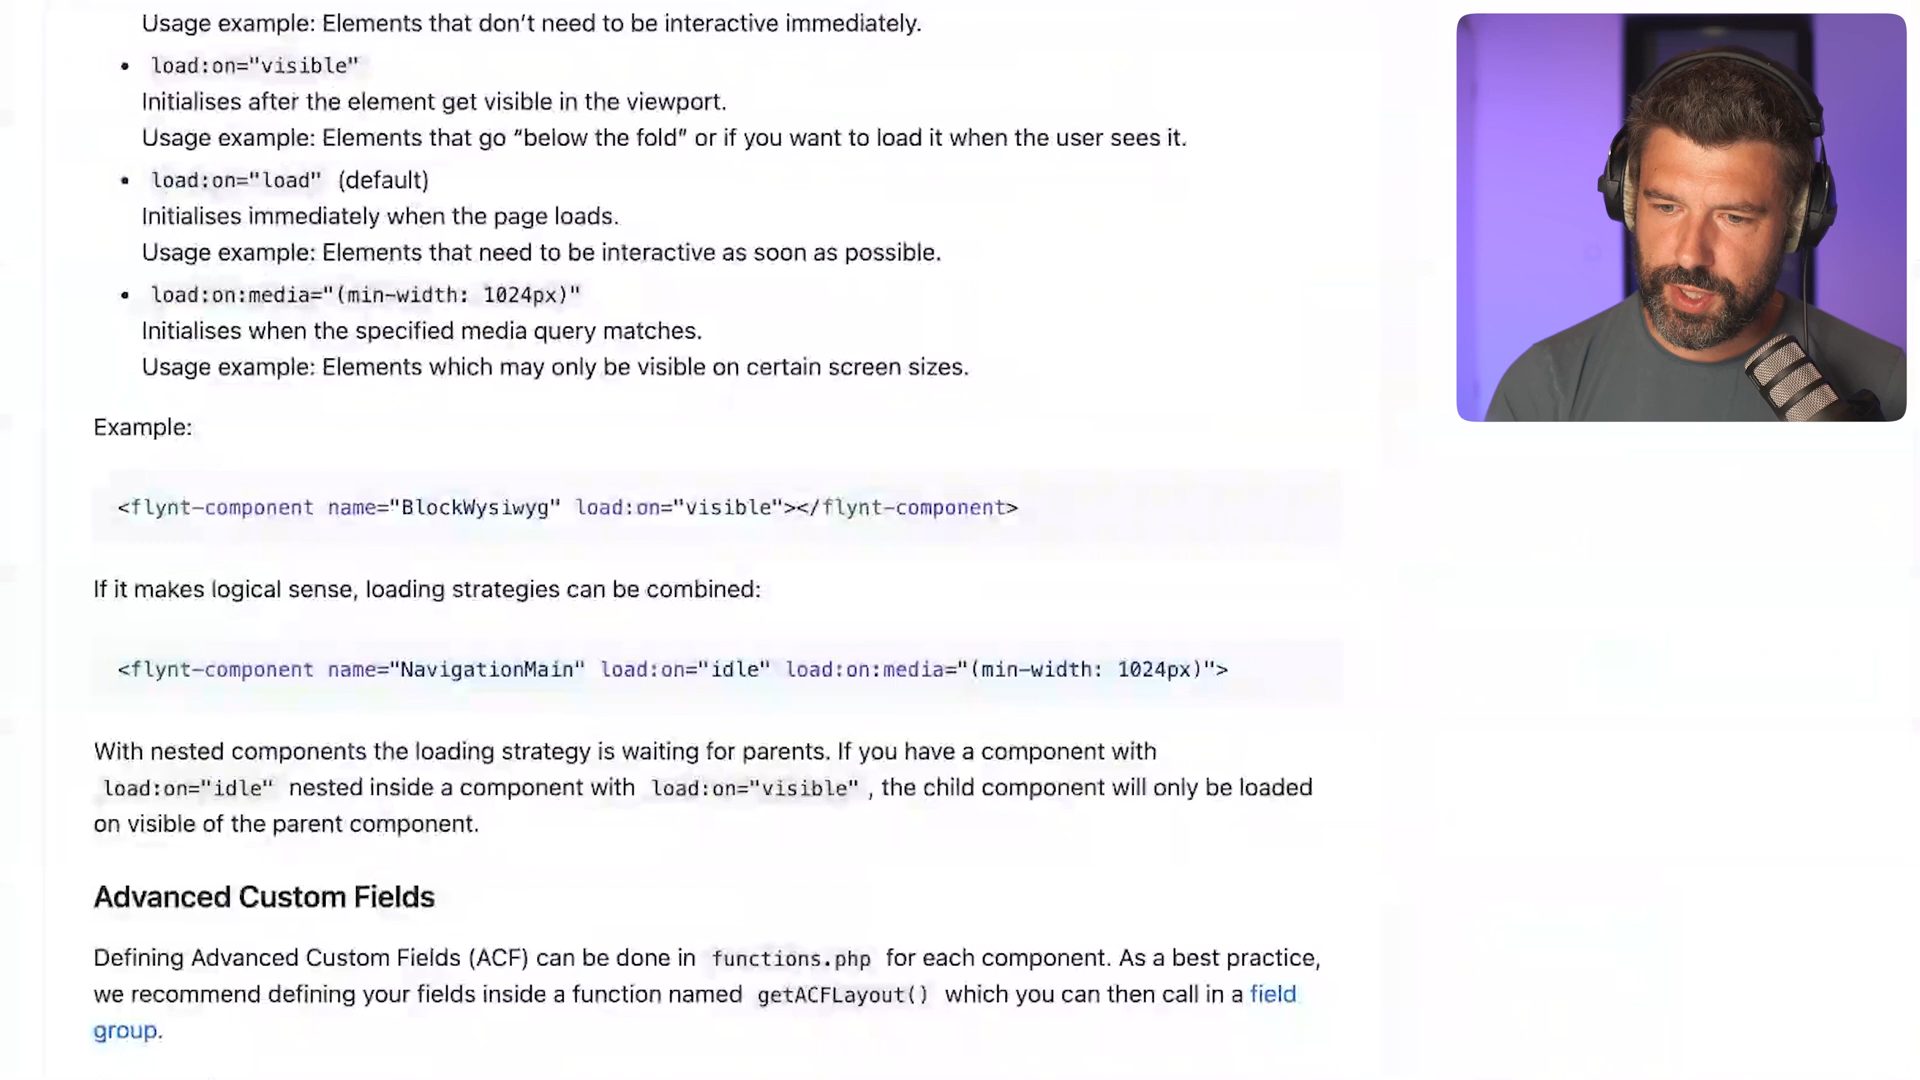 Usage example: Elements that don’t need to be interactive immediately.
• load:on="visible"
Initialises after the element get visible in the viewport.
Usage example: Elements that go “below the fold” or if you want to load it when the user sees it.
• load:on="load" (default)
Initialises immediately when the page loads.
Usage example: Elements that need to be interactive as soon as possible.
• load:on:media="(min-width: 1024px)"
Initialises when the specified media query matches.
Usage example: Elements which may only be visible on certain screen sizes.
Example:
<flynt-component name="BlockWysiwyg" load:on="visible"></flynt-component>
If it makes logical sense, loading strategies can be combined:
<flynt-component name="NavigationMain" load:on="idle" load:on:media="(min-width: 1024px)">
With nested components the loading strategy is waiting for parents. If you have a component with
load:on="idle" nested inside a component with load:on="visible" , the child component will only be loaded
on visible of the parent component.
Advanced Custom Fields
Defining Advanced Custom Fields (ACF) can be done in functions.php for each component. As a best practice,
we recommend defining your fields inside a function named getACFLayout() which you can then call in a field
group.